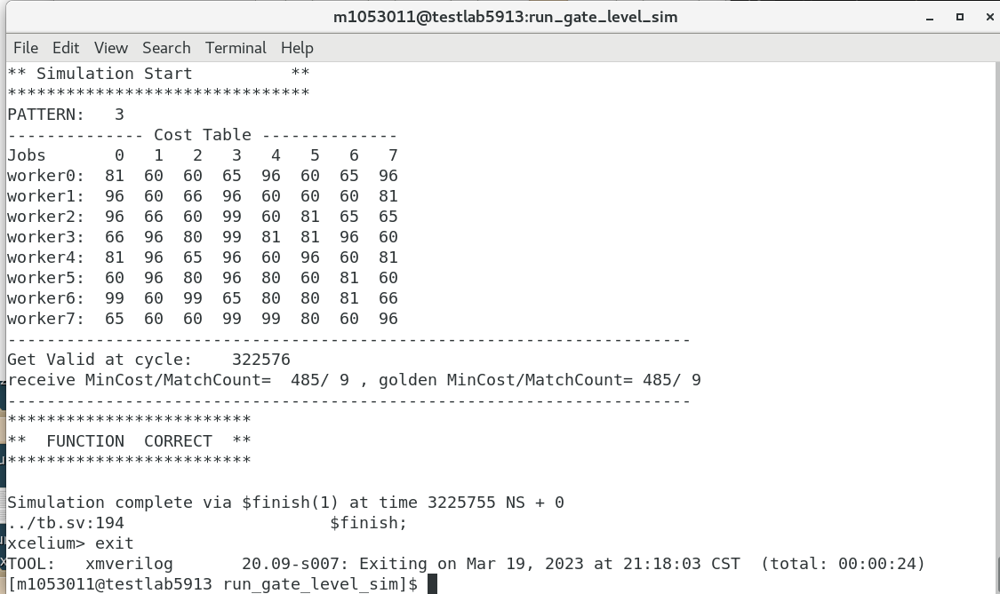 m1053011@testlab5913:run_gate_level_sim
File Edit View Search Terminal Help
** Simulation Start **
*******************************
PATTERN: 3
-------------- Cost Table --------------
Jobs 0 1 2 3 4 5 6 7
worker0: 81 60 60 65 96 60 65 96
worker1: 96 60 66 96 60 60 60 81
worker2: 96 66 60 99 60 81 65 65
worker3: 66 96 80 99 81 81 96 60
worker4: 81 96 65 96 60 96 60 81
worker5: 60 96 80 96 80 60 81 60
worker6: 99 60 99 65 80 80 81 66
worker7: 65 60 60 99 99 80 60 96
----------------------------------------------------------------------
Get Valid at cycle: 322576
receive MinCost/MatchCount= 485/ 9 , golden MinCost/MatchCount= 485/ 9
----------------------------------------------------------------------
*************************
** FUNCTION CORRECT **
*************************
Simulation complete via $finish(1) at time 3225755 NS + 0
../tb.sv:194 $finish;
xcelium> exit
TOOL: xmverilog 20.09-s007: Exiting on Mar 19, 2023 at 21:18:03 CST (total: 00:00:24)
[m1053011@testlab5913 run_gate_level_sim]$